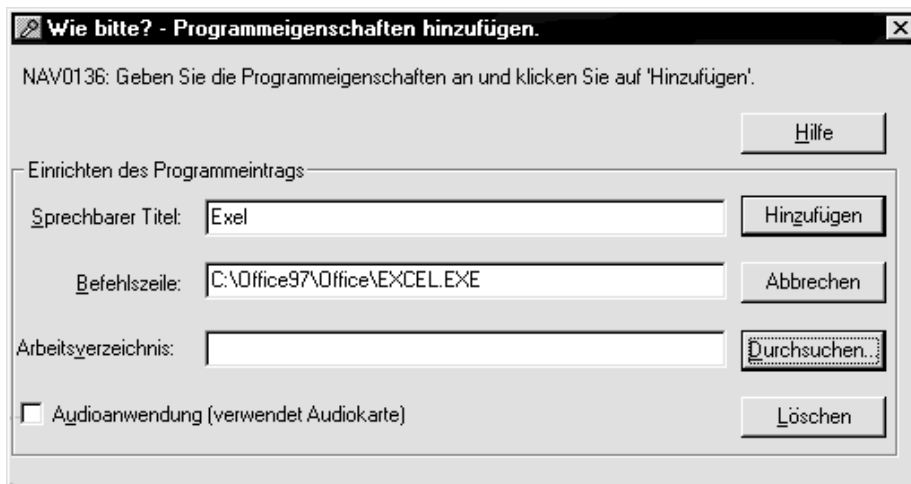 Wie bitte? - Programmeigenschaften hinzufügen.
NAV0136: Geben Sie die Programmeigenschaften an und klicken Sie auf 'Hinzufügen'.
Hilfe
Einrichten des Programmeintrags
Sprechbarer Titel: Exel Hinzufügen
Befehlszeile: C:\Office97\Office\EXCEL.EXE Abbrechen
Arbeitsverzeichnis: Durchsuchen...
Audioanwendung (verwendet Audiokarte) Löschen